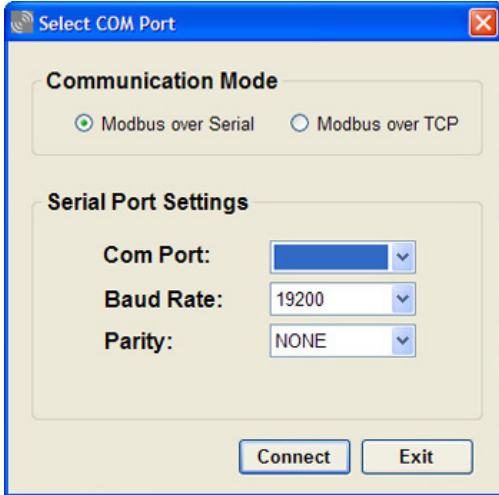 Select COM Port
Communication Mode
Modbus over Serial Modbus over TCP
Serial Port Settings
Com Port:
Baud Rate: 19200
Parity: NONE
Connect Exit